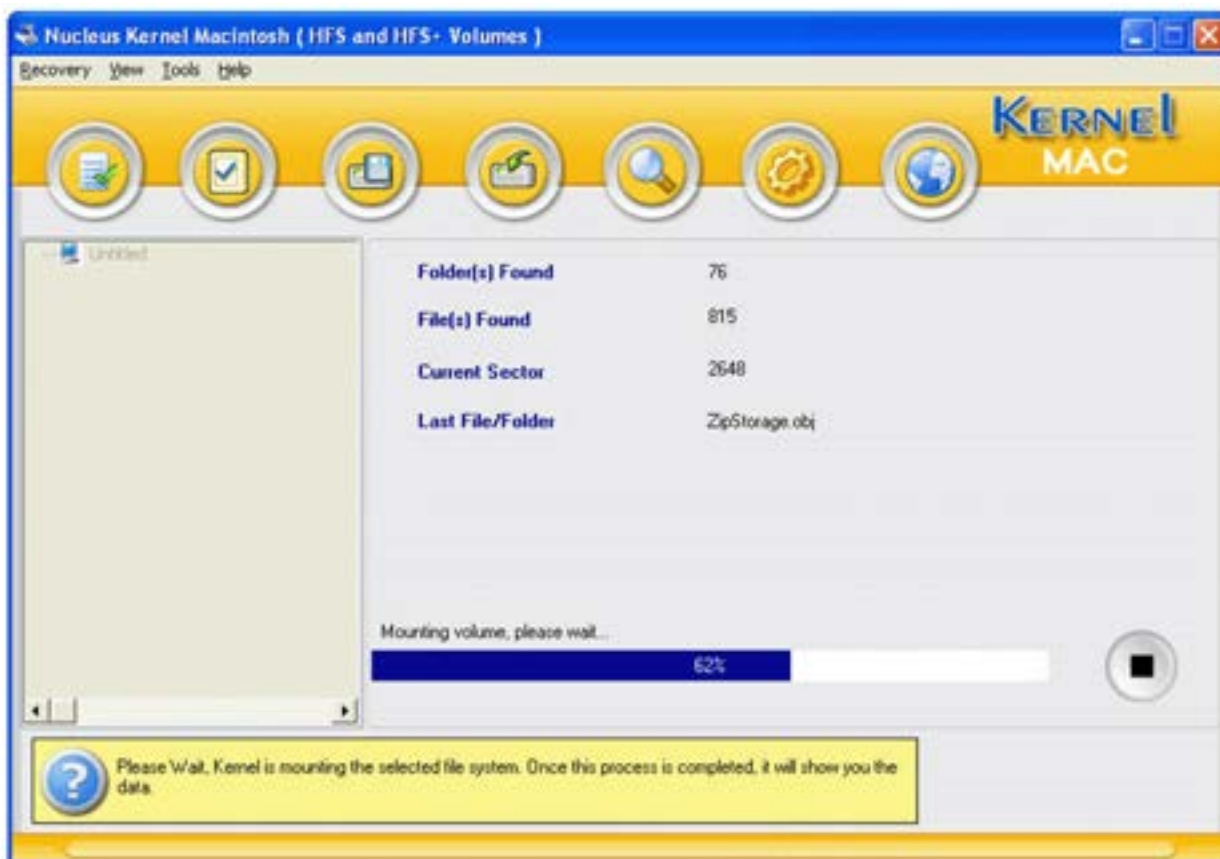 Nucleus Kernel Macintosh ( HFS and HFS+ Volumes )
Recovery View Tools Help
KERNEL
MAC
Untitled
Folder(s) Found 76
File(s) Found 815
Current Sector 2648
Last File/Folder ZipStorage.obj
Mounting volume, please wait...
62%
Please Wait, Kernel is mounting the selected file system. Once this process is completed, it will show you the
data.